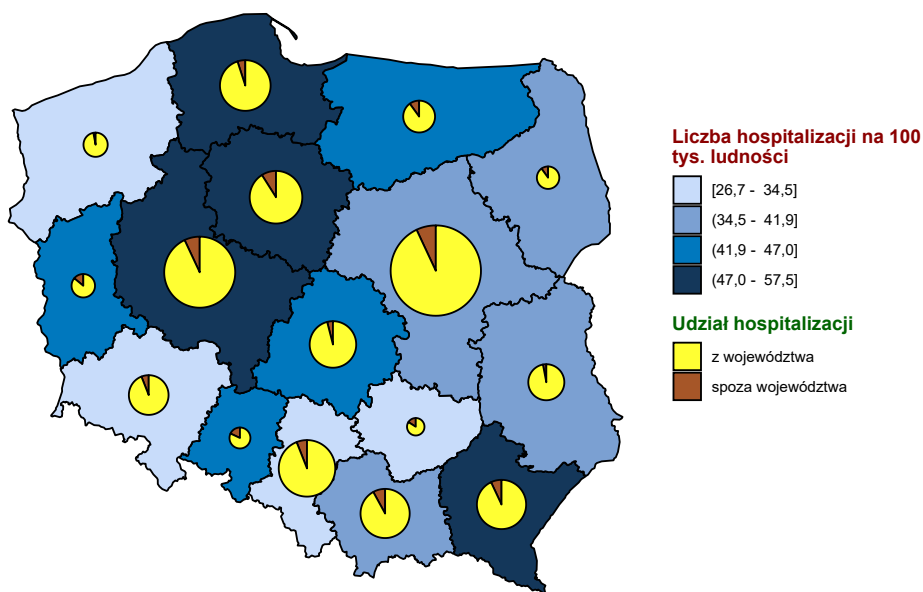 Liczba hospitalizacji na 100
tys. ludności
[26,7 - 34,5]
(34,5 - 41,9]
(41,9 - 47,0]
(47,0 - 57,5]
Udział hospitalizacji
z województwa
spoza województwa